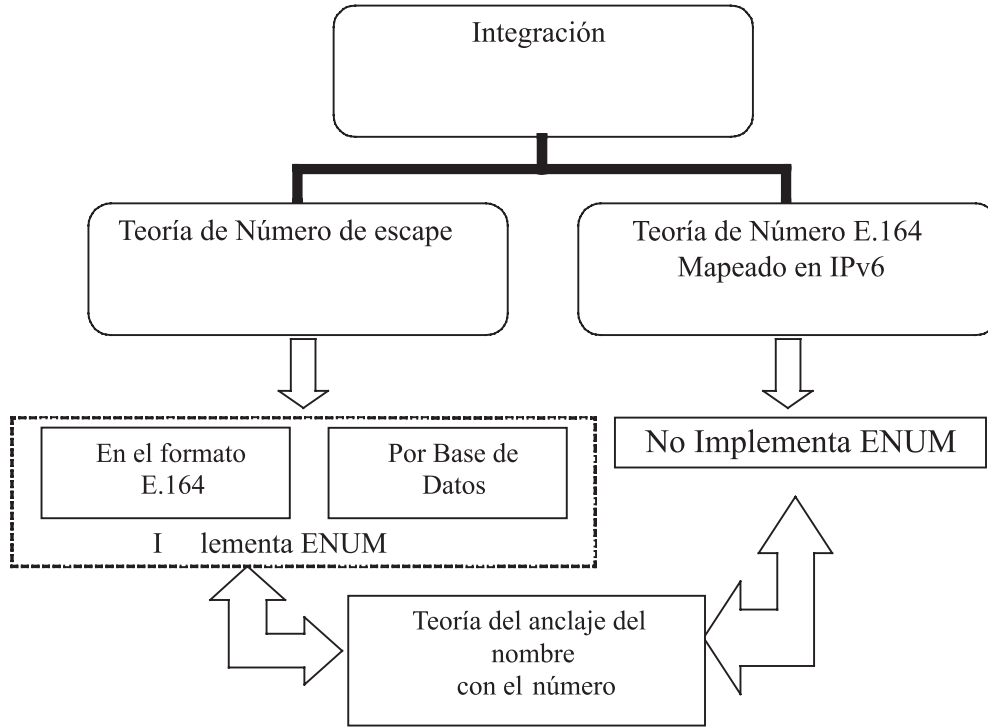 Integración
Teoría de Número de escape
Teoría de Número E.164
Mapeado en IPv6
En el formato
E.164
Por Base de
Datos
I lementa ENUM
No Implementa ENUM
Teoría del anclaje del
nombre
con el número